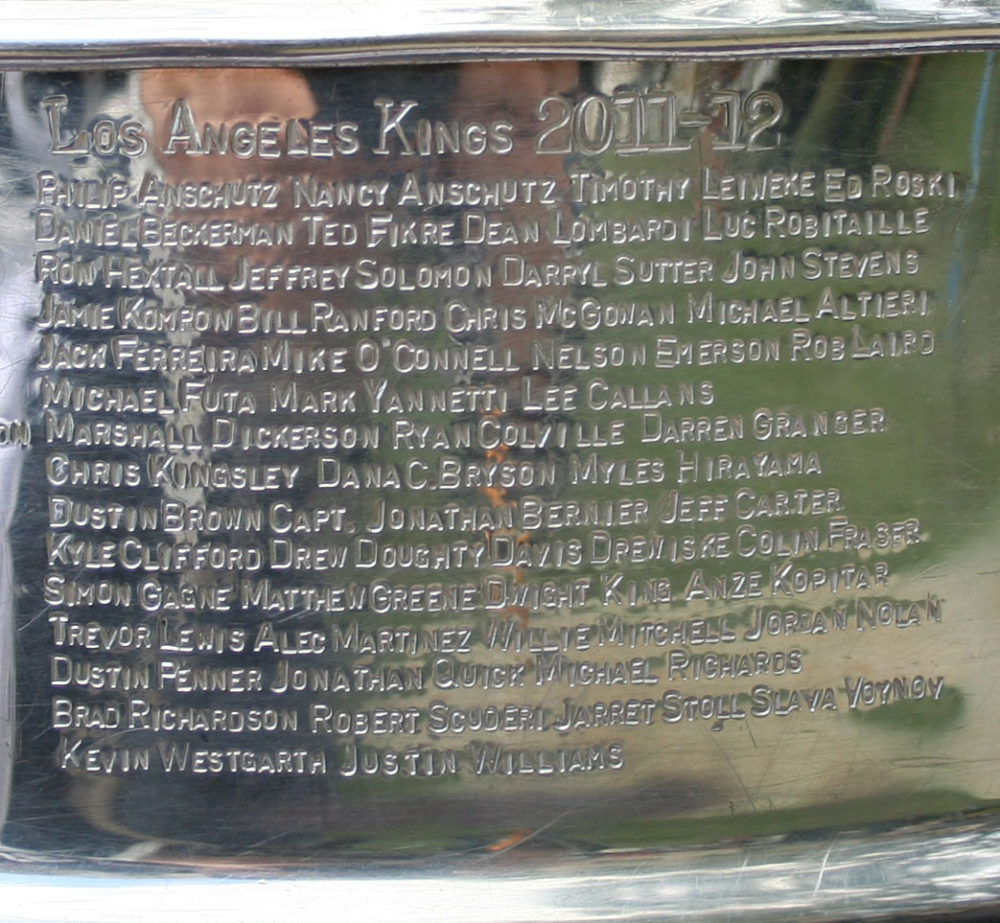 Los Angeles Kings 2011-12
Philip Anschutz Nancy Anschutz Timothy Leiweke Ed Roski
Daniel Beckerman Ted Fikre Dean Lombardi Luc Robitaille
Ron Hextall Jeffrey Solomon Darryl Sutter John Stevens
Jamie Kompon Bill Ranford Chris McGowan Michael Altieri
Jack Ferreira Mike O'Connell Nelson Emerson Rob Laird
Michael Futa Mark Yannetti Lee Callans
Marshall Dickerson Ryan Colville Darren Granger
Chris Kingsley Dana C. Bryson Myles Hirayama
Dustin Brown Capt. Jonathan Bernier Jeff Carter
Kyle Clifford Drew Doughty Davis Drewiske Colin Fraser
Simon Gagne Matthew Greene Dwight King Anze Kopitar
Trevor Lewis Alec Martinez Willie Mitchell Jordan Nolan
Dustin Penner Jonathan Quick Michael Richards
Brad Richardson Robert Scuderi Jarret Stoll Slava Voynov
Kevin Westgarth Justin Williams